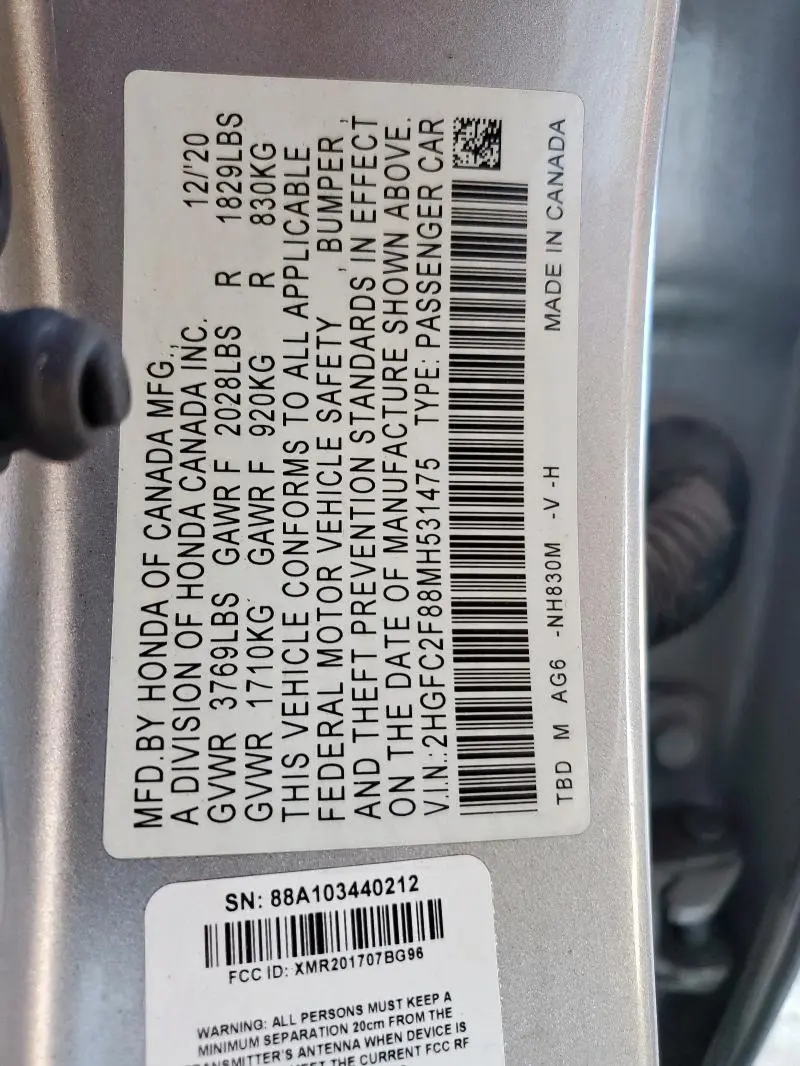 MFD.BY HONDA OF CANADA MFG.,
A DIVISION OF HONDA CANADA INC. 12/'20
GVWR 3769LBS GAWR F 2028LBS R 1829LBS
GVWR 1710KG GAWR F 920KG R 830KG
THIS VEHICLE CONFORMS TO ALL APPLICABLE
FEDERAL MOTOR VEHICLE SAFETY , BUMPER ,
AND THEFT PREVENTION STANDARDS IN EFFECT
ON THE DATE OF MANUFACTURE SHOWN ABOVE.
V.I.N.:2HGFC2F88MH531475 TYPE: PASSENGER CAR
TBD M AG6 -NH830M -V -H MADE IN CANADA
SN: 88A103440212
FCC ID: XMR201707BG96
WARNING: ALL PERSONS MUST KEEP A
MINIMUM SEPARATION 20cm FROM THE
TRANSMITTER'S ANTENNA WHEN DEVICE IS
MEET THE CURRENT FCC RF